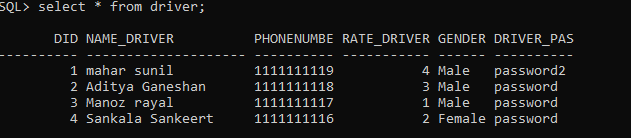 SQL> select * from driver;
DID NAME_DRIVER PHONENUMBE RATE_DRIVER GENDER DRIVER_PAS
---------- -------------------- ---------- ----------- ------ ----------
1 mahar sunil 1111111119 4 Male password2
2 Aditya Ganeshan 1111111118 3 Male password
3 Manoz rayal 1111111117 1 Male password
4 Sankala Sankeert 1111111116 2 Female password